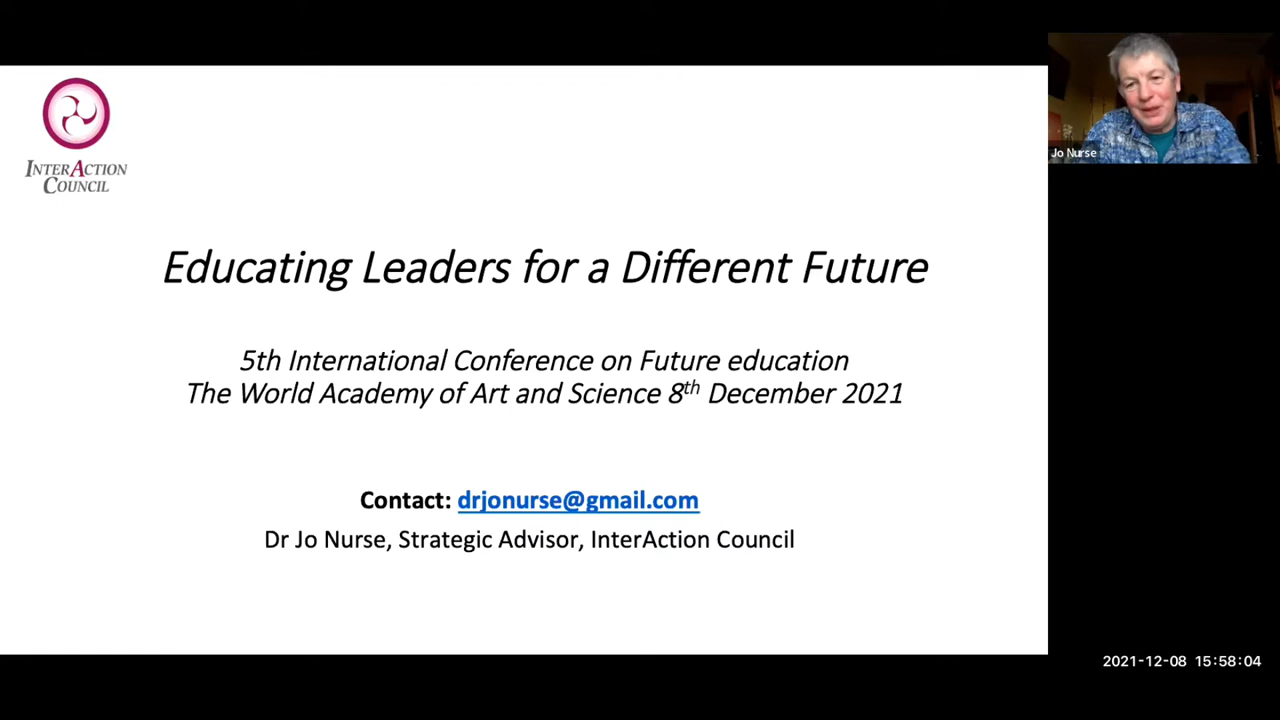 INTERACTION
COUNCIL
Jo Nurse
Educating Leaders for a Different Future
5th International Conference on Future education
The World Academy of Art and Science 8th December 2021
Contact: drjonurse@gmail.com
Dr Jo Nurse, Strategic Advisor, InterAction Council
2021-12-08 15:58:04